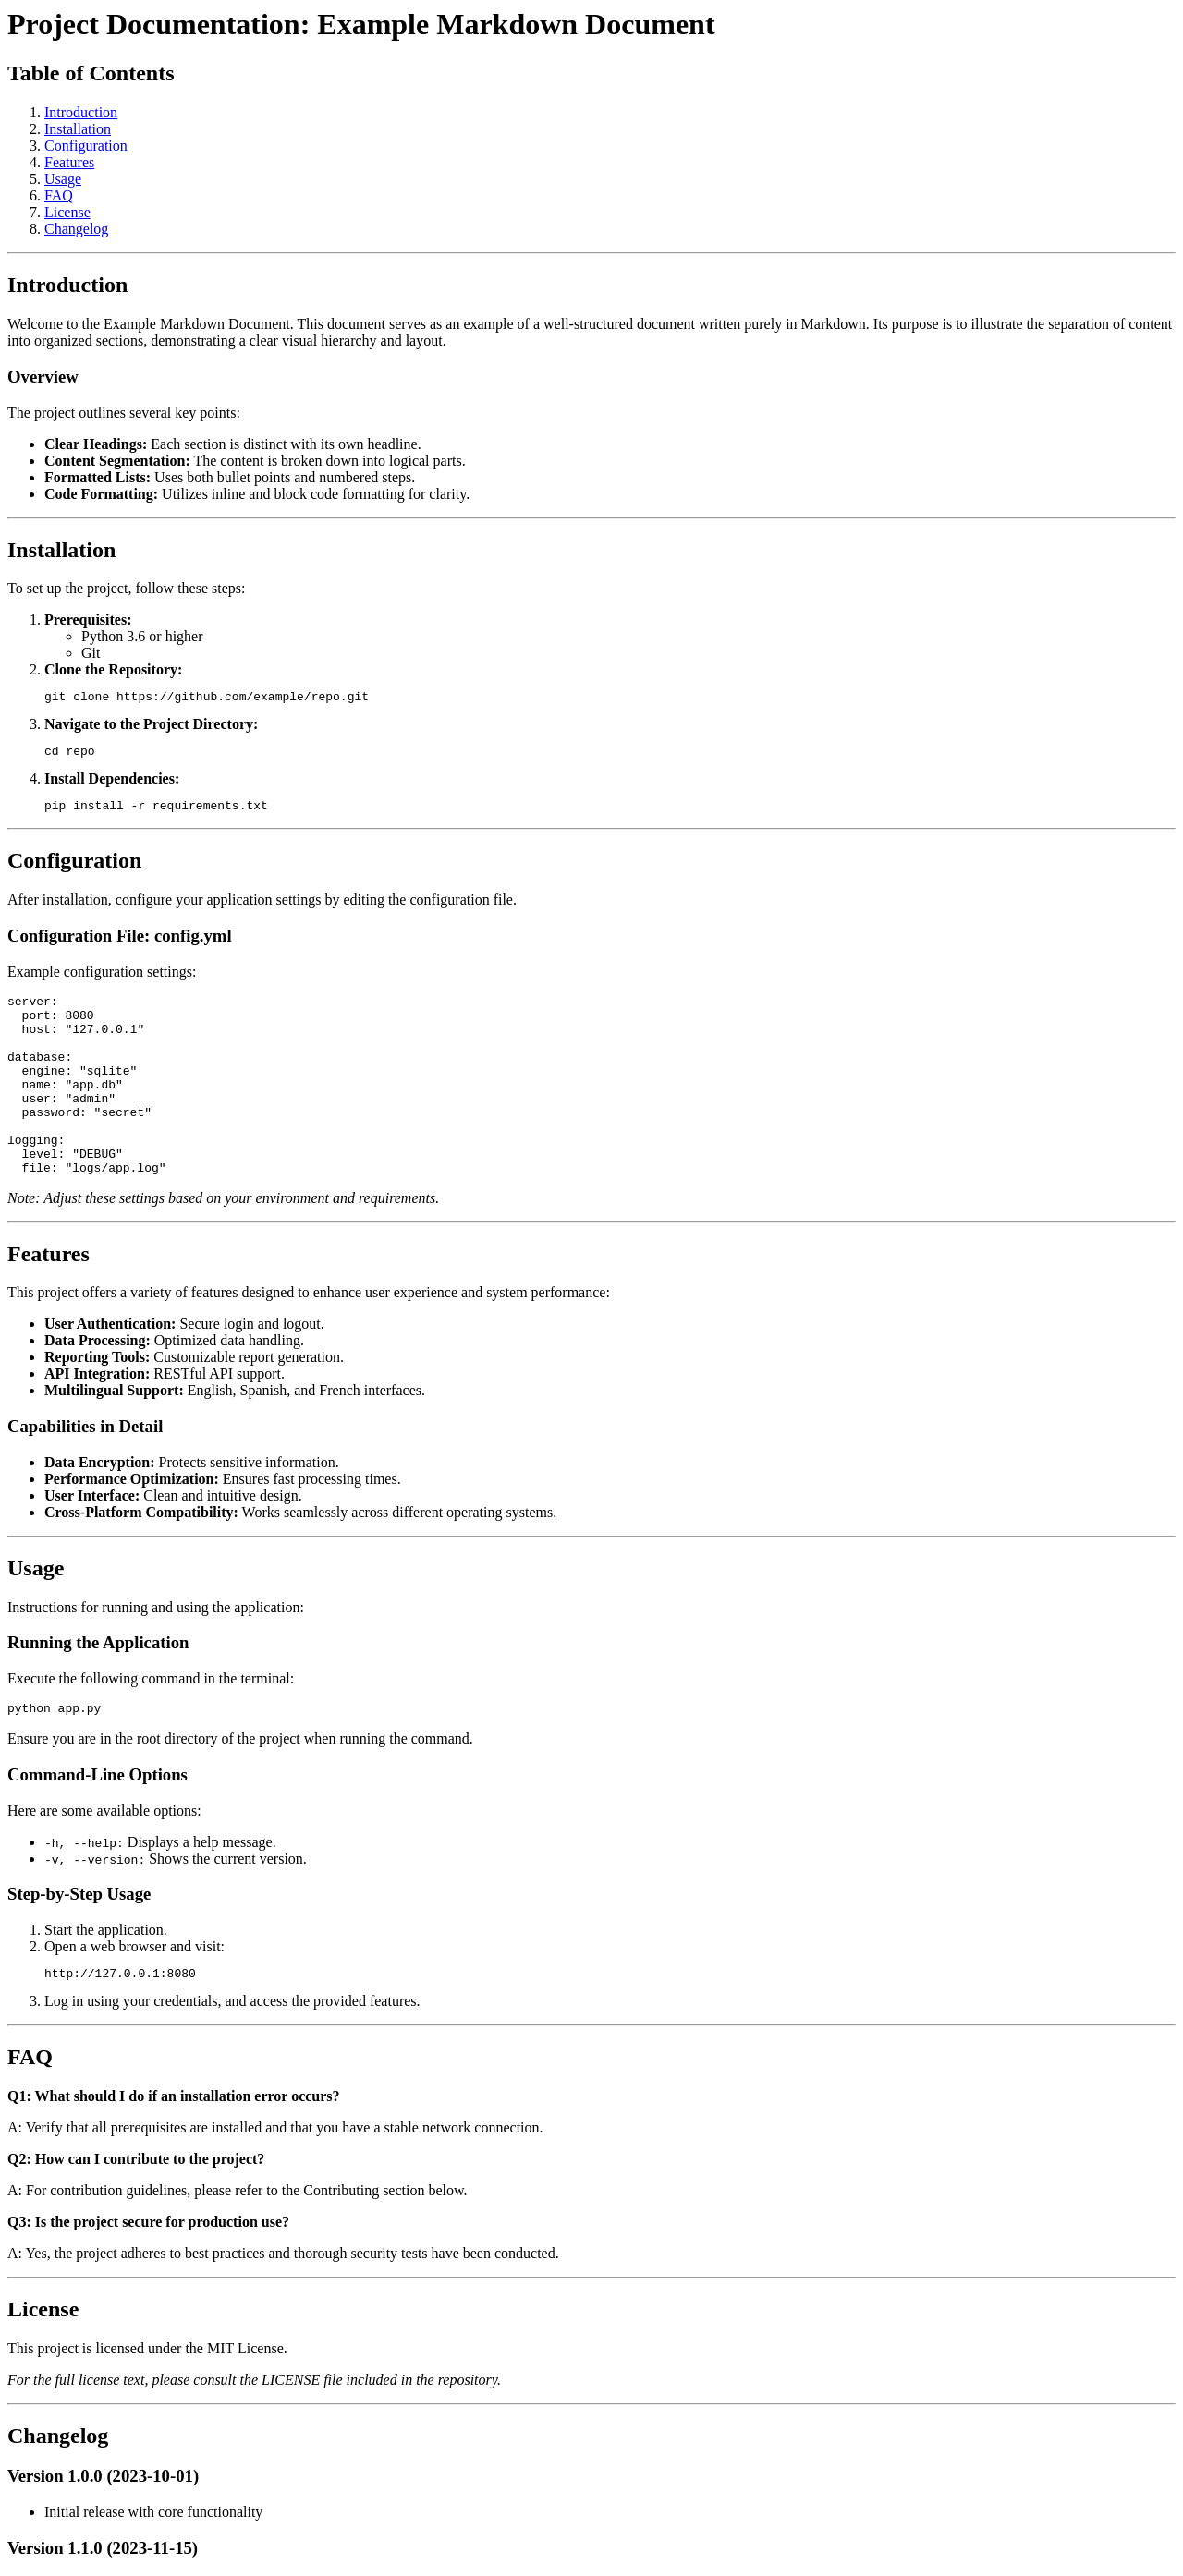 Project Documentation: Example Markdown Document
Table of Contents
1. Introduction
2. Installation
3. Configuration
4. Features
5. Usage
6. FAQ
7. License
8. Changelog
Introduction
Welcome to the Example Markdown Document. This document serves as an example of a well-structured document written purely in Markdown. Its purpose is to illustrate the separation of content
into organized sections, demonstrating a clear visual hierarchy and layout.
Overview
The project outlines several key points:
• Clear Headings: Each section is distinct with its own headline.
• Content Segmentation: The content is broken down into logical parts.
• Formatted Lists: Uses both bullet points and numbered steps.
• Code Formatting: Utilizes inline and block code formatting for clarity.
Installation
To set up the project, follow these steps:
1. Prerequisites:
◦ Python 3.6 or higher
◦ Git
2. Clone the Repository:
git clone https://github.com/example/repo.git
3. Navigate to the Project Directory:
cd repo
4. Install Dependencies:
pip install -r requirements.txt
Configuration
After installation, configure your application settings by editing the configuration file.
Configuration File: config.yml
Example configuration settings:
server:
  port: 8080
  host: "127.0.0.1"
database:
  engine: "sqlite"
  name: "app.db"
  user: "admin"
  password: "secret"
logging:
  level: "DEBUG"
  file: "logs/app.log"
Note: Adjust these settings based on your environment and requirements.
Features
This project offers a variety of features designed to enhance user experience and system performance:
• User Authentication: Secure login and logout.
• Data Processing: Optimized data handling.
• Reporting Tools: Customizable report generation.
• API Integration: RESTful API support.
• Multilingual Support: English, Spanish, and French interfaces.
Capabilities in Detail
• Data Encryption: Protects sensitive information.
• Performance Optimization: Ensures fast processing times.
• User Interface: Clean and intuitive design.
• Cross-Platform Compatibility: Works seamlessly across different operating systems.
Usage
Instructions for running and using the application:
Running the Application
Execute the following command in the terminal:
python app.py
Ensure you are in the root directory of the project when running the command.
Command-Line Options
Here are some available options:
• -h, --help: Displays a help message.
• -v, --version: Shows the current version.
Step-by-Step Usage
1. Start the application.
2. Open a web browser and visit:
http://127.0.0.1:8080
3. Log in using your credentials, and access the provided features.
FAQ
Q1: What should I do if an installation error occurs?
A: Verify that all prerequisites are installed and that you have a stable network connection.
Q2: How can I contribute to the project?
A: For contribution guidelines, please refer to the Contributing section below.
Q3: Is the project secure for production use?
A: Yes, the project adheres to best practices and thorough security tests have been conducted.
License
This project is licensed under the MIT License.
For the full license text, please consult the LICENSE file included in the repository.
Changelog
Version 1.0.0 (2023-10-01)
• Initial release with core functionality
Version 1.1.0 (2023-11-15)